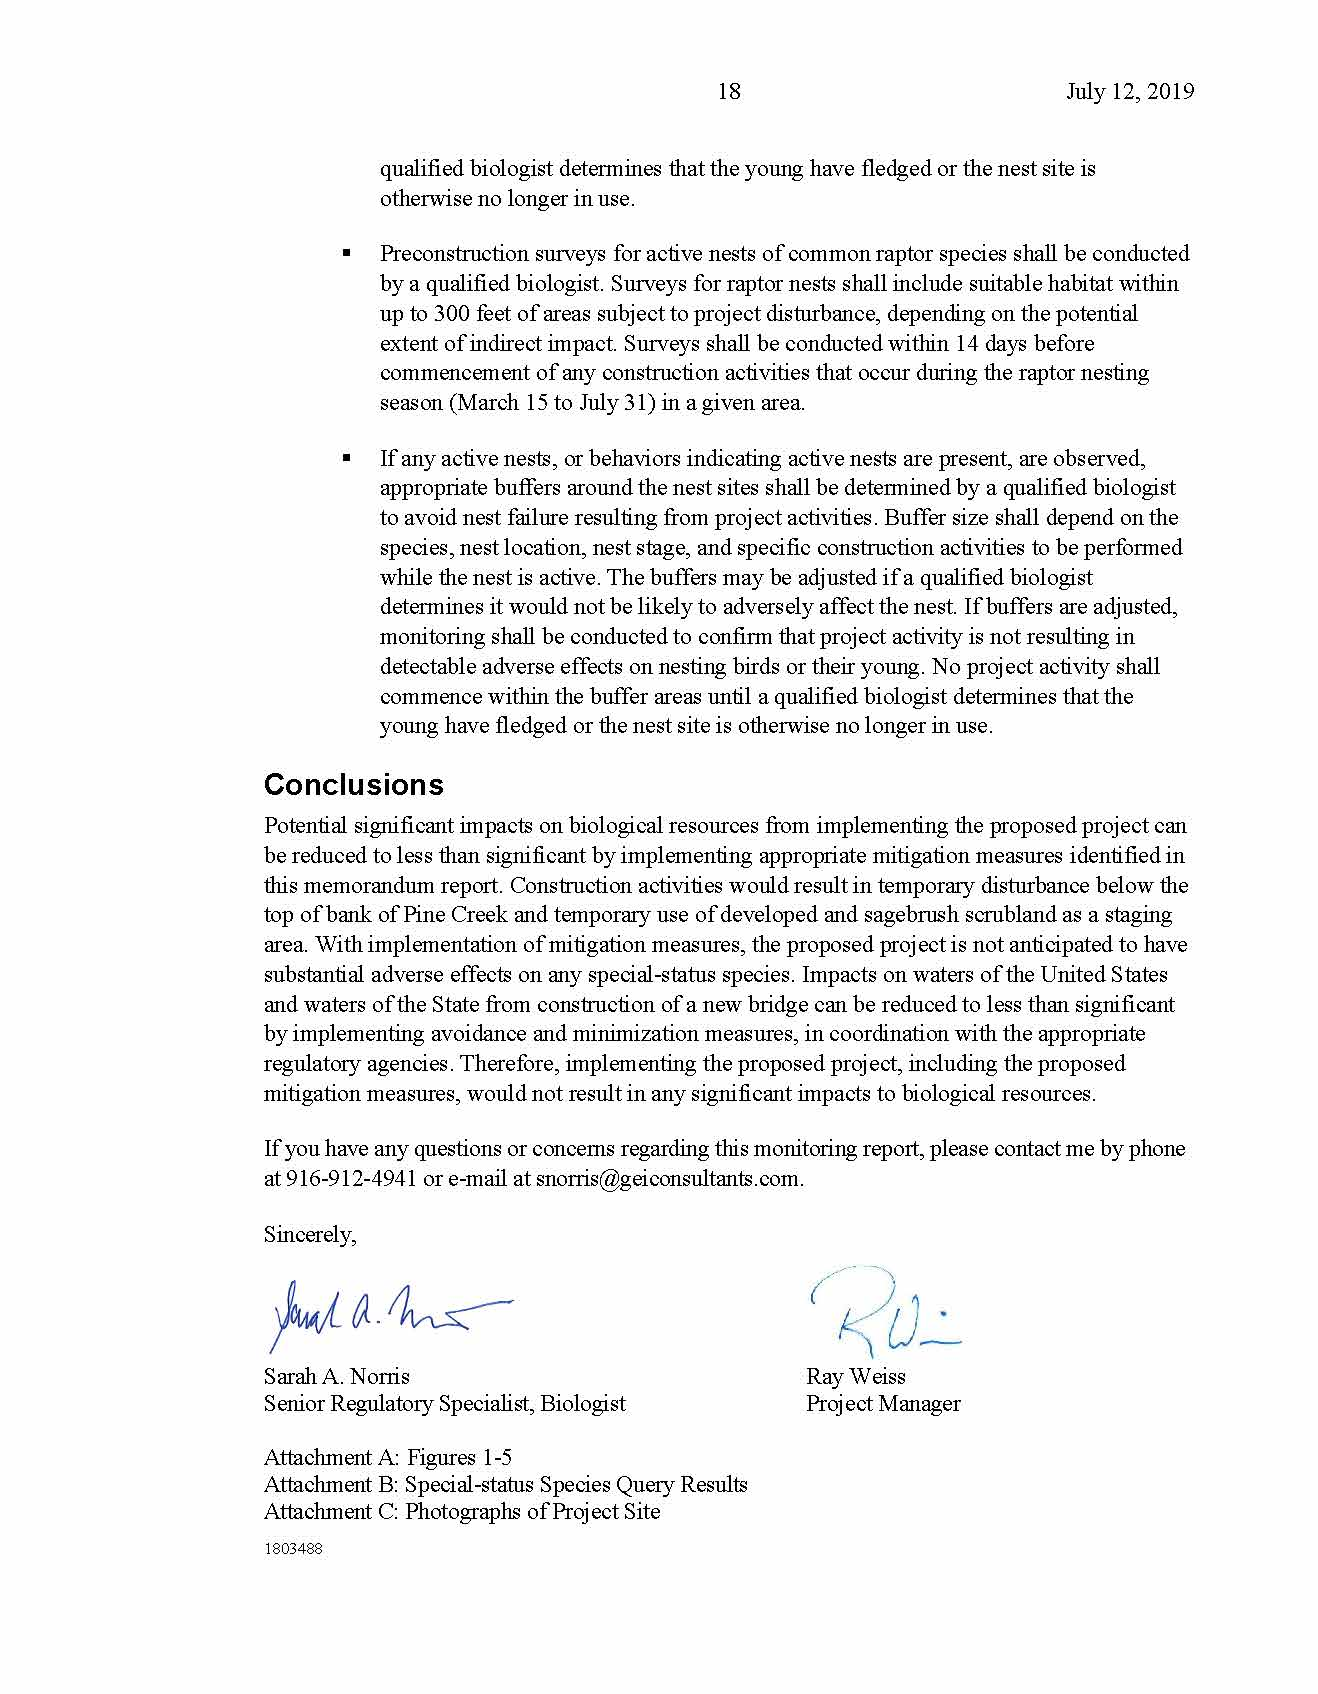 18 July 12, 2019
qualified biologist determines that the young have fledged or the nest site is
otherwise no longer in use.
▪ Preconstruction surveys for active nests of common raptor species shall be conducted
by a qualified biologist. Surveys for raptor nests shall include suitable habitat within
up to 300 feet of areas subject to project disturbance, depending on the potential
extent of indirect impact. Surveys shall be conducted within 14 days before
commencement of any construction activities that occur during the raptor nesting
season (March 15 to July 31) in a given area.
▪ If any active nests, or behaviors indicating active nests are present, are observed,
appropriate buffers around the nest sites shall be determined by a qualified biologist
to avoid nest failure resulting from project activities. Buffer size shall depend on the
species, nest location, nest stage, and specific construction activities to be performed
while the nest is active. The buffers may be adjusted if a qualified biologist
determines it would not be likely to adversely affect the nest. If buffers are adjusted,
monitoring shall be conducted to confirm that project activity is not resulting in
detectable adverse effects on nesting birds or their young. No project activity shall
commence within the buffer areas until a qualified biologist determines that the
young have fledged or the nest site is otherwise no longer in use.
Conclusions
Potential significant impacts on biological resources from implementing the proposed project can
be reduced to less than significant by implementing appropriate mitigation measures identified in
this memorandum report. Construction activities would result in temporary disturbance below the
top of bank of Pine Creek and temporary use of developed and sagebrush scrubland as a staging
area. With implementation of mitigation measures, the proposed project is not anticipated to have
substantial adverse effects on any special-status species. Impacts on waters of the United States
and waters of the State from construction of a new bridge can be reduced to less than significant
by implementing avoidance and minimization measures, in coordination with the appropriate
regulatory agencies. Therefore, implementing the proposed project, including the proposed
mitigation measures, would not result in any significant impacts to biological resources.
If you have any questions or concerns regarding this monitoring report, please contact me by phone
at 916-912-4941 or e-mail at snorris@geiconsultants.com.
Sincerely,
Sarah A. Norris Ray Weiss
Senior Regulatory Specialist, Biologist Project Manager
Attachment A: Figures 1-5
Attachment B: Special-status Species Query Results
Attachment C: Photographs of Project Site
1803488